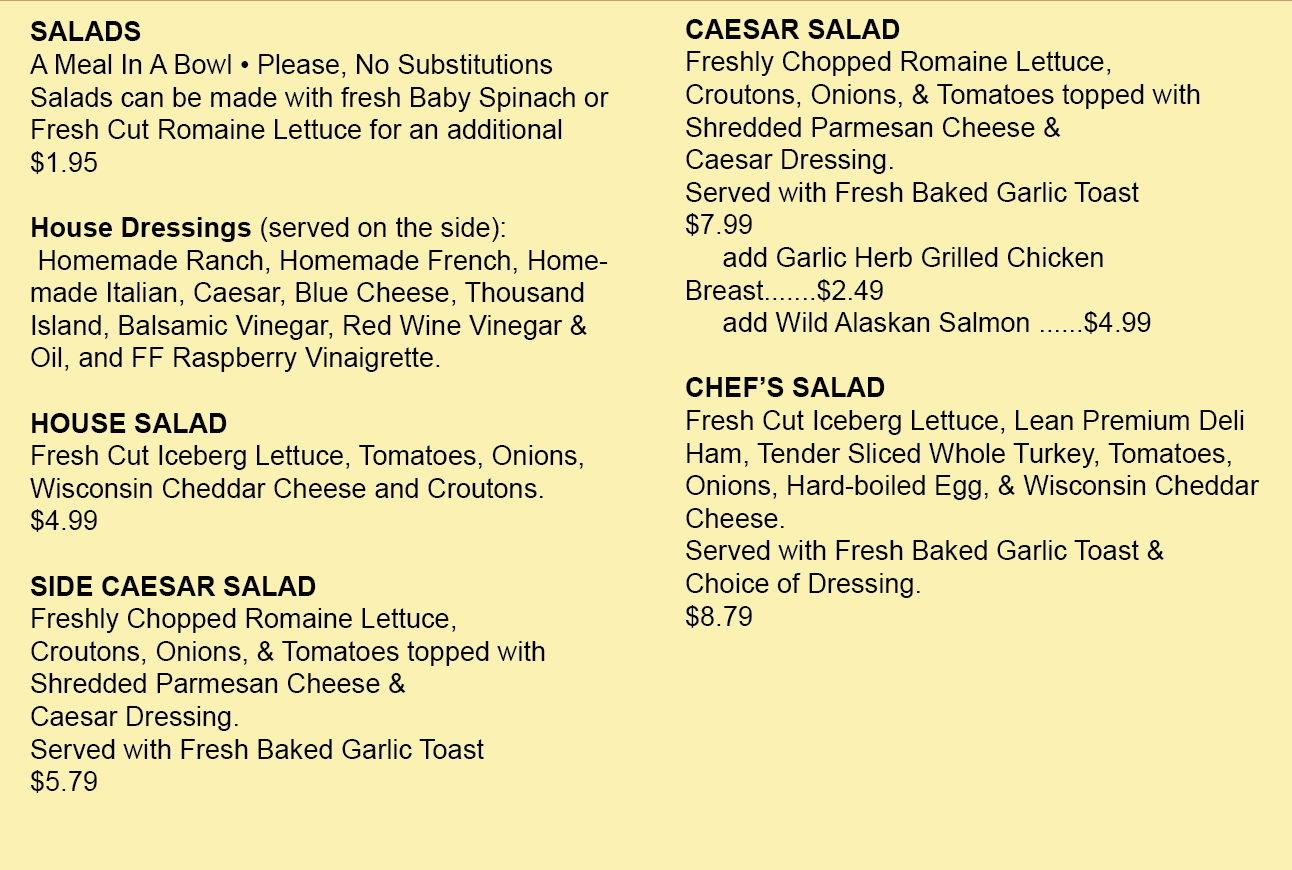 SALADS
A Meal In A Bowl • Please, No Substitutions
Salads can be made with fresh Baby Spinach or
Fresh Cut Romaine Lettuce for an additional
$1.95
House Dressings (served on the side):
Homemade Ranch, Homemade French, Home-
made Italian, Caesar, Blue Cheese, Thousand
Island, Balsamic Vinegar, Red Wine Vinegar &
Oil, and FF Raspberry Vinaigrette.
HOUSE SALAD
Fresh Cut Iceberg Lettuce, Tomatoes, Onions,
Wisconsin Cheddar Cheese and Croutons.
$4.99
SIDE CAESAR SALAD
Freshly Chopped Romaine Lettuce,
Croutons, Onions, & Tomatoes topped with
Shredded Parmesan Cheese &
Caesar Dressing.
Served with Fresh Baked Garlic Toast
$5.79
CAESAR SALAD
Freshly Chopped Romaine Lettuce,
Croutons, Onions, & Tomatoes topped with
Shredded Parmesan Cheese &
Caesar Dressing.
Served with Fresh Baked Garlic Toast
$7.99
add Garlic Herb Grilled Chicken
Breast.......$2.49
add Wild Alaskan Salmon ......$4.99
CHEF’S SALAD
Fresh Cut Iceberg Lettuce, Lean Premium Deli
Ham, Tender Sliced Whole Turkey, Tomatoes,
Onions, Hard-boiled Egg, & Wisconsin Cheddar
Cheese.
Served with Fresh Baked Garlic Toast &
Choice of Dressing.
$8.79